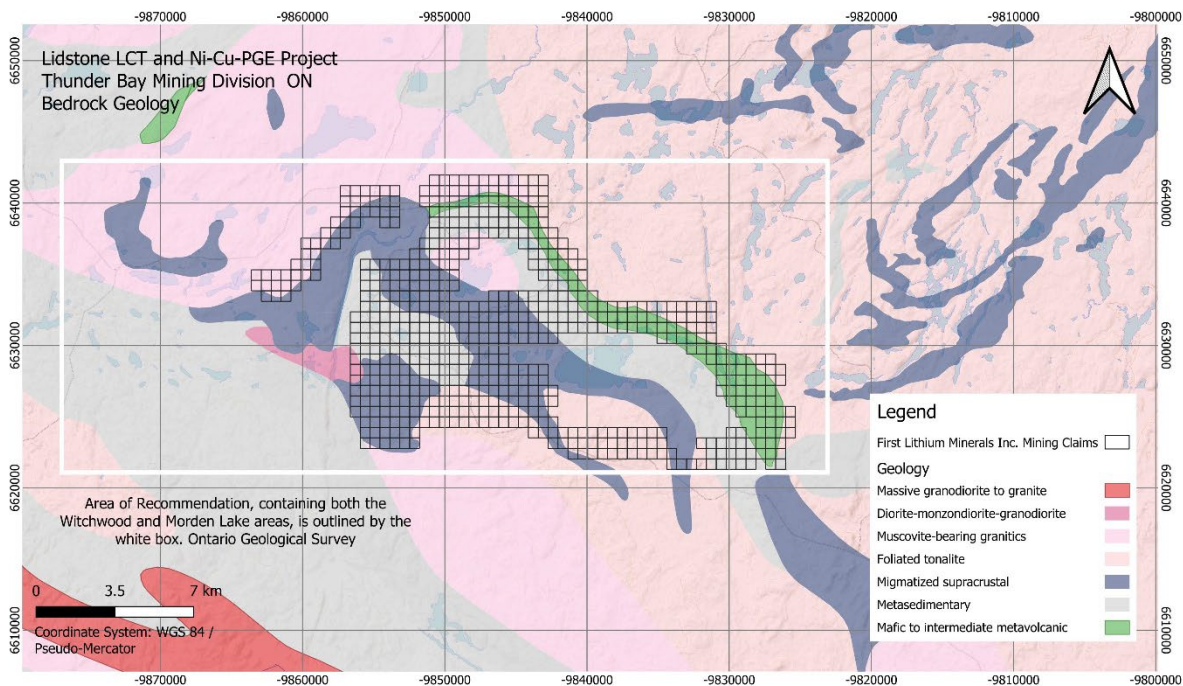 -9870000 -9860000 -9850000 -9840000 -9830000 -9820000 -9810000 -9800000
Lidstone LCT and Ni-Cu-PGE Project
Thunder Bay Mining Division ON
Bedrock Geology
6650000 6650000
6640000 6640000
6630000 6630000
6620000 6620000
6610000 6610000
Area of Recommendation, containing both the
Witchwood and Morden Lake areas, is outlined by the
white box. Ontario Geological Survey
0 3.5 7 km
Coordinate System: WGS 84 /
Pseudo-Mercator
Legend
First Lithium Minerals Inc. Mining Claims
Geology
Massive granodiorite to granite
Diorite-monzondiorite-granodiorite
Muscovite-bearing granitics
Foliated tonalite
Migmatized supracrustal
Metasedimentary
Mafic to intermediate metavolcanic
-9870000 -9860000 -9850000 -9840000 -9830000 -9820000 -9810000 -9800000